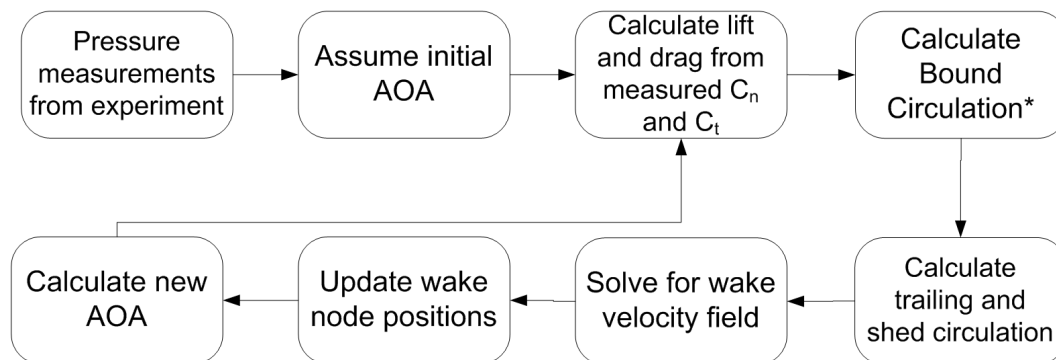 Pressure
measurements
from experiment
Assume initial
AOA
Calculate lift
and drag from
measured Cₙ
and Cₜ
Calculate
Bound
Circulation*
Calculate new
AOA
Update wake
node positions
Solve for wake
velocity field
Calculate
trailing and
shed circulation